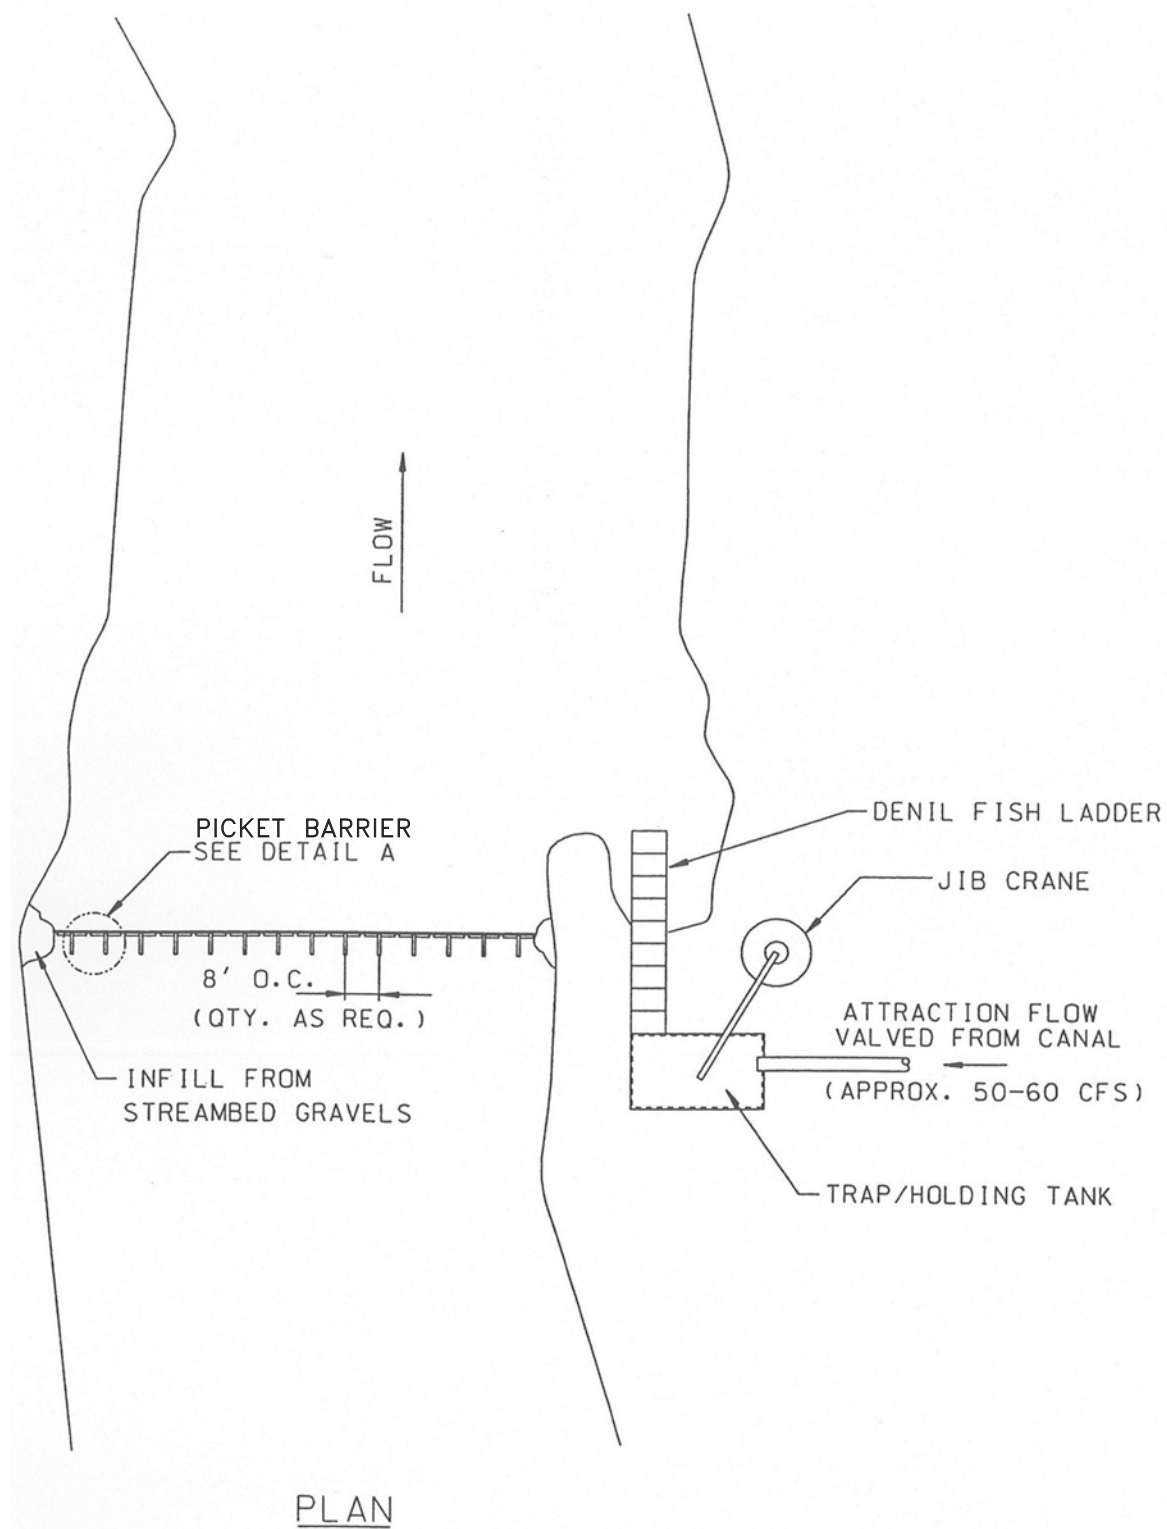 FLOW
DENIL FISH LADDER
PICKET BARRIER
SEE DETAIL A
JIB CRANE
8' O.C.
(QTY. AS REQ.)
ATTRACTION FLOW
VALVED FROM CANAL
(APPROX. 50-60 CFS)
INFILL FROM
STREAMBED GRAVELS
TRAP/HOLDING TANK
PLAN